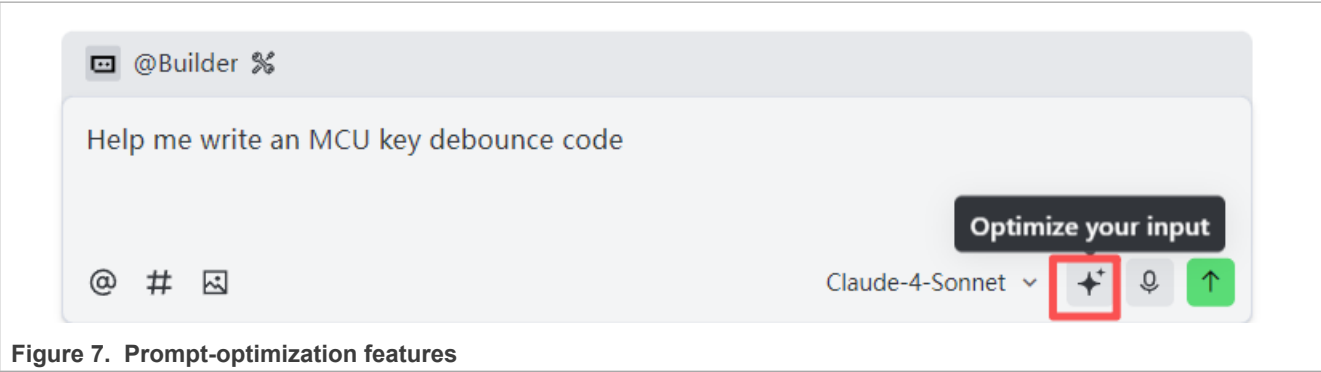 @Builder
Help me write an MCU key debounce code
Optimize your input
@ # Claude-4-Sonnet
Figure 7. Prompt-optimization features